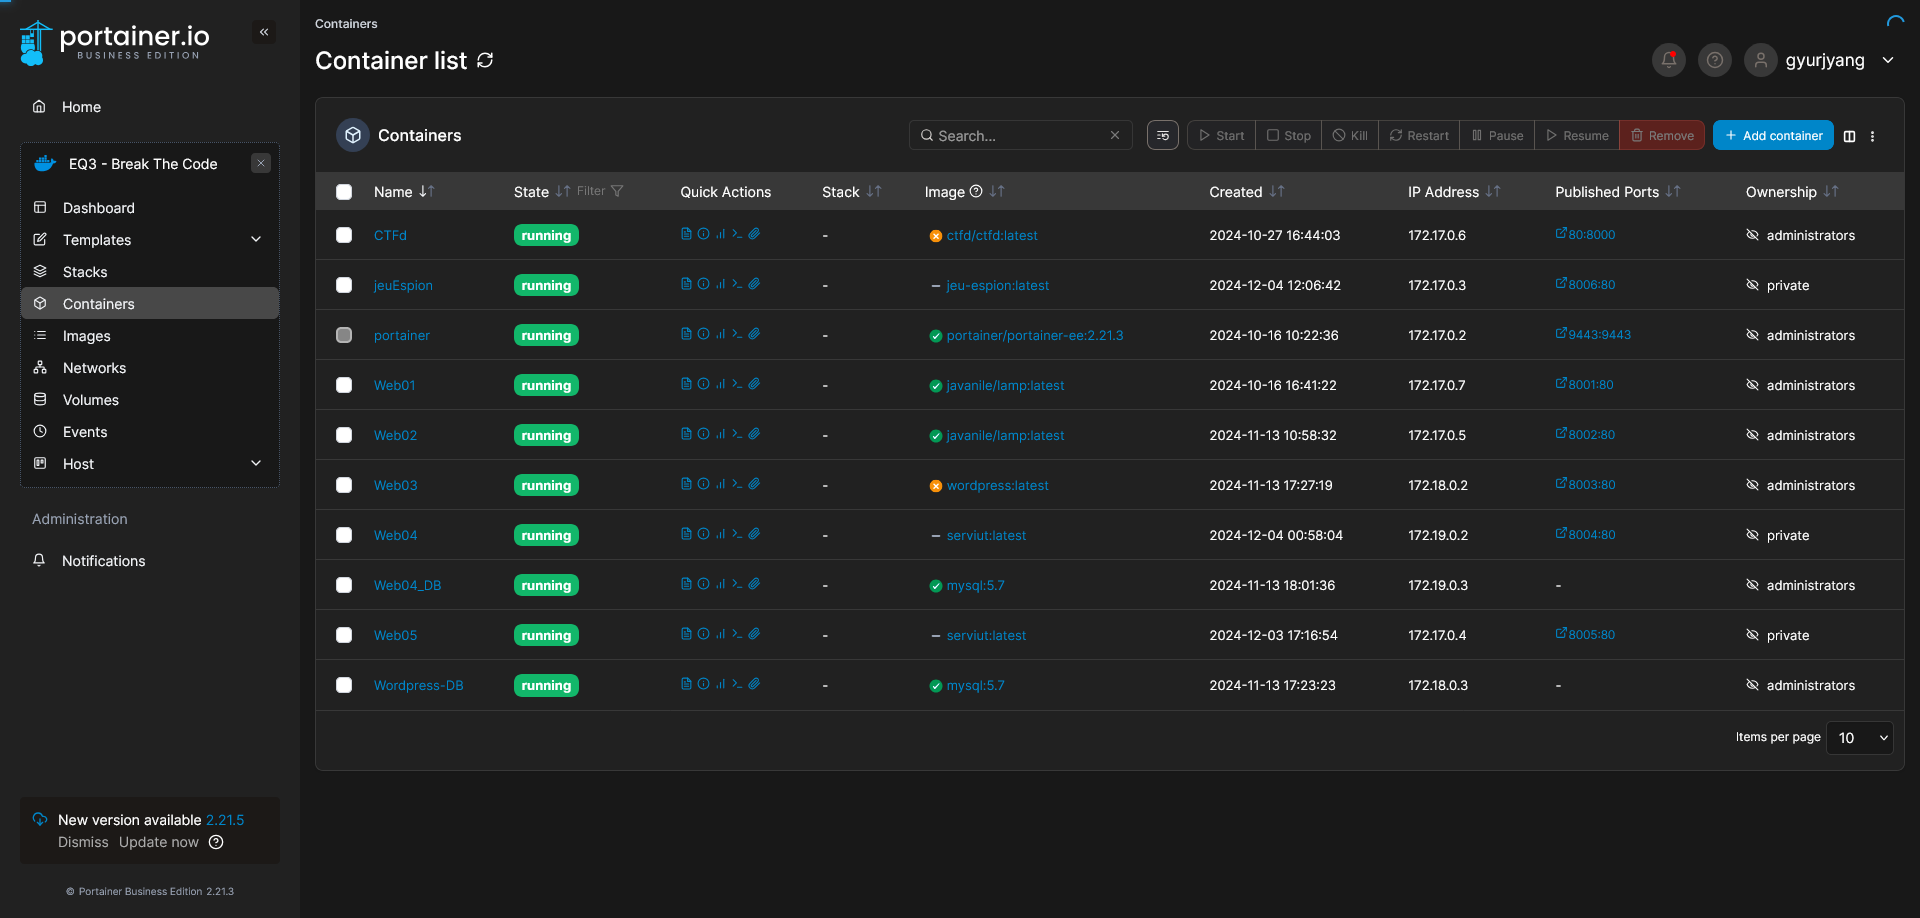 portainer.io
BUSINESS EDITION
Home
EQ3 - Break The Code
Dashboard
Templates
Stacks
Containers
Images
Networks
Volumes
Events
Host
Administration
Notifications
New version available 2.21.5
Dismiss Update now
© Portainer Business Edition 2.21.3
Containers
Container list
gyurjyang
Containers
Search...
Start Stop Kill Restart Pause Resume Remove + Add container
Name State Filter Quick Actions Stack Image Created IP Address Published Ports Ownership
CTFd running - ctfd/ctfd:latest 2024-10-27 16:44:03 172.17.0.6 80:8000 administrators
jeuEspion running - jeu-espion:latest 2024-12-04 12:06:42 172.17.0.3 8006:80 private
portainer running - portainer/portainer-ee:2.21.3 2024-10-16 10:22:36 172.17.0.2 9443:9443 administrators
Web01 running - javanile/lamp:latest 2024-10-16 16:41:22 172.17.0.7 8001:80 administrators
Web02 running - javanile/lamp:latest 2024-11-13 10:58:32 172.17.0.5 8002:80 administrators
Web03 running - wordpress:latest 2024-11-13 17:27:19 172.18.0.2 8003:80 administrators
Web04 running - serviut:latest 2024-12-04 00:58:04 172.19.0.2 8004:80 private
Web04_DB running - mysql:5.7 2024-11-13 18:01:36 172.19.0.3 - administrators
Web05 running - serviut:latest 2024-12-03 17:16:54 172.17.0.4 8005:80 private
Wordpress-DB running - mysql:5.7 2024-11-13 17:23:23 172.18.0.3 - administrators
Items per page 10